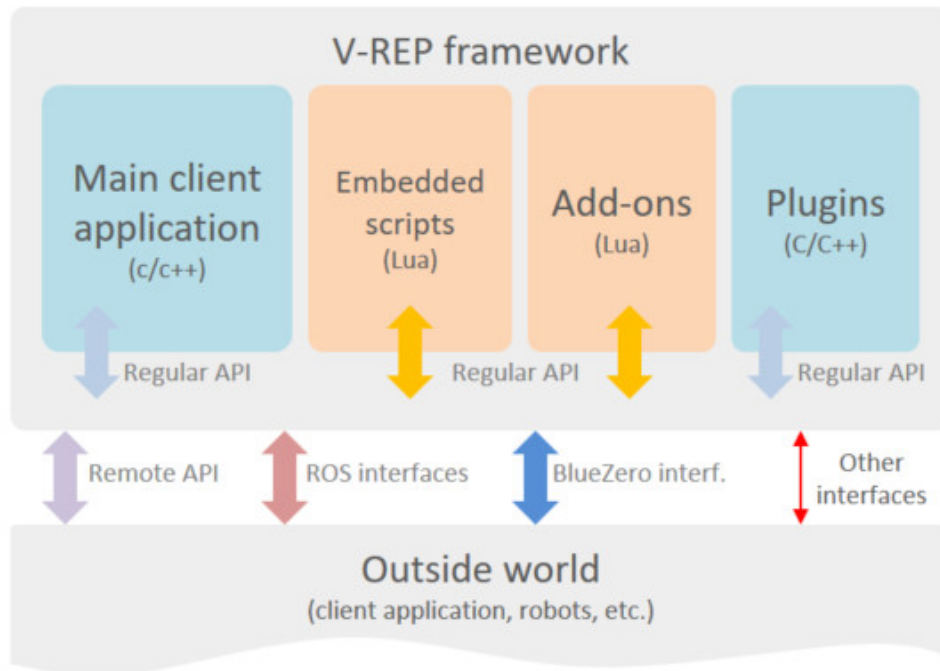 V-REP framework
Main client
application
(c/c++)
Embedded
scripts
(Lua)
Add-ons
(Lua)
Plugins
(C/C++)
Regular API
Regular API
Regular API
Remote API
ROS interfaces
BlueZero interf.
Other
interfaces
Outside world
(client application, robots, etc.)